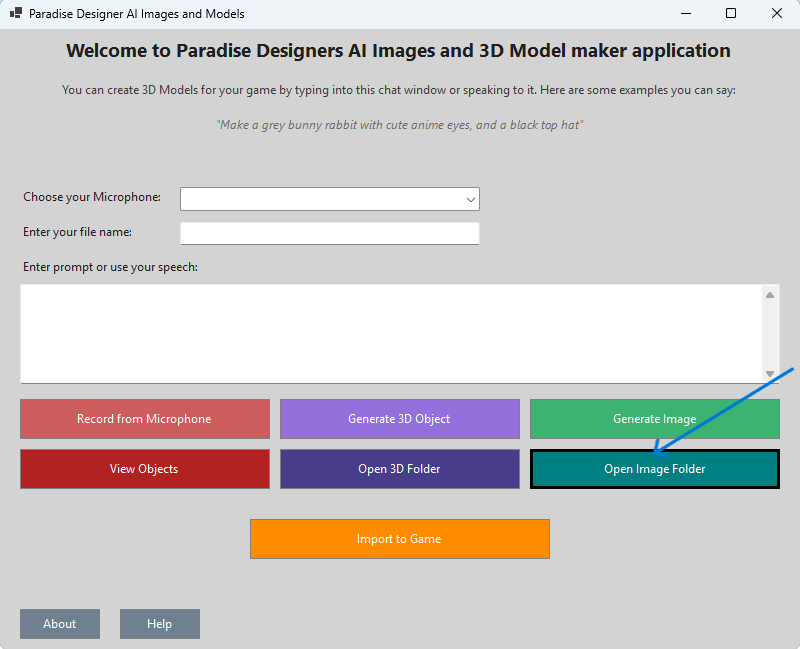 Paradise Designer AI Images and Models
Welcome to Paradise Designers AI Images and 3D Model maker application
You can create 3D Models for your game by typing into this chat window or speaking to it. Here are some examples you can say:
"Make a grey bunny rabbit with cute anime eyes, and a black top hat"
Choose your Microphone:
Enter your file name:
Enter prompt or use your speech:
Record from Microphone
Generate 3D Object
Generate Image
View Objects
Open 3D Folder
Open Image Folder
Import to Game
About
Help